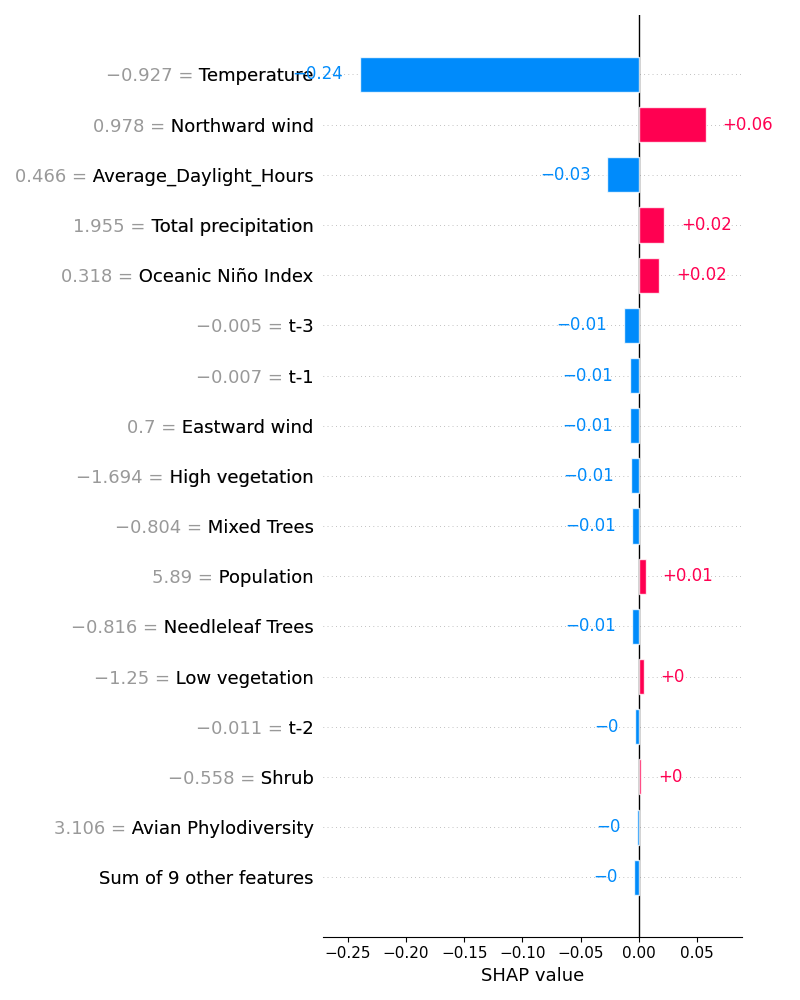 −0.927 = Temperature −0.24
0.978 = Northward wind +0.06
0.466 = Average_Daylight_Hours −0.03
1.955 = Total precipitation +0.02
0.318 = Oceanic Niño Index +0.02
−0.005 = t-3 −0.01
−0.007 = t-1 −0.01
0.7 = Eastward wind −0.01
−1.694 = High vegetation −0.01
−0.804 = Mixed Trees −0.01
5.89 = Population +0.01
−0.816 = Needleleaf Trees −0.01
−1.25 = Low vegetation +0
−0.011 = t-2 −0
−0.558 = Shrub +0
3.106 = Avian Phylodiversity −0
Sum of 9 other features −0
−0.25 −0.20 −0.15 −0.10 −0.05 0.00 0.05
SHAP value